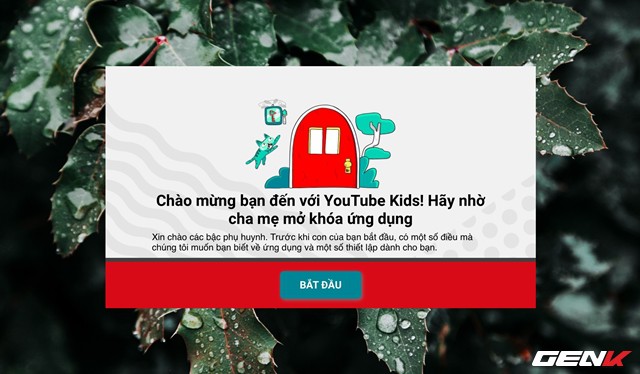 Chào mừng bạn đến với YouTube Kids! Hãy nhờ
cha mẹ mở khóa ứng dụng
Xin chào các bậc phụ huynh. Trước khi con của bạn bắt đầu, có một số điều mà
chúng tôi muốn bạn biết về ứng dụng và một số thiết lập dành cho bạn.
BẮT ĐẦU
GENK